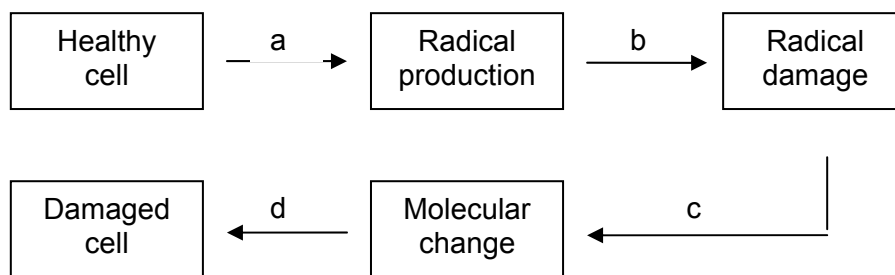 Healthy
cell
a
Radical
production
b
Radical
damage
c
Molecular
change
d
Damaged
cell